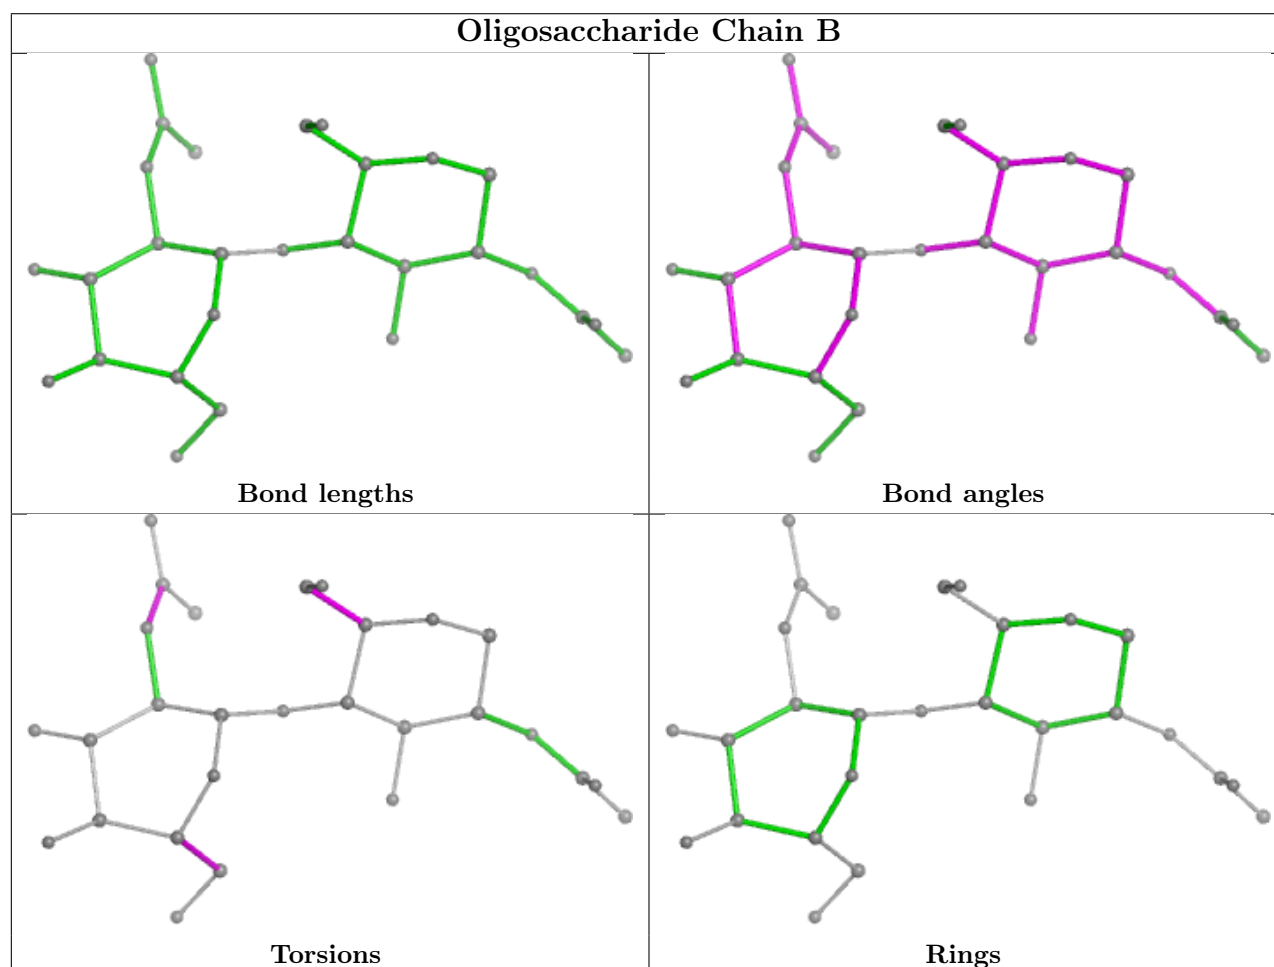 Oligosaccharide Chain B
Bond lengths
Bond angles
Torsions
Rings